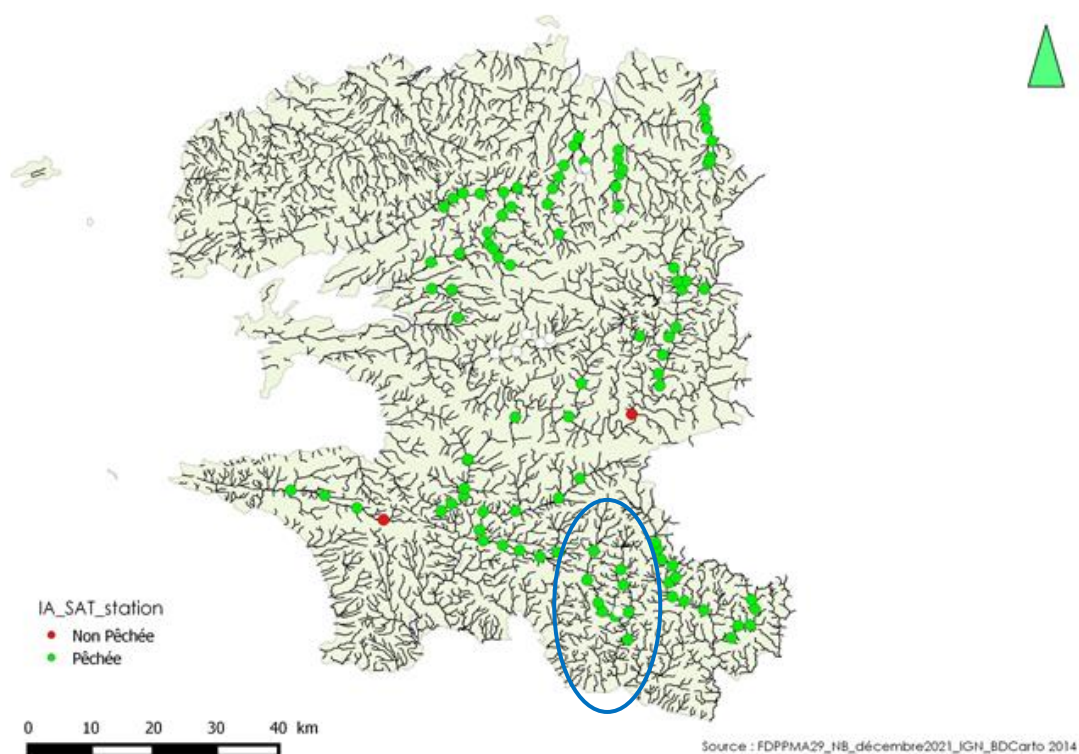 IA_SAT_station
Non Pêchée
Pêchée
0 10 20 30 40 km
Source : FDPPMA29_NB_décembre2021_IGN_BDCarto 2014